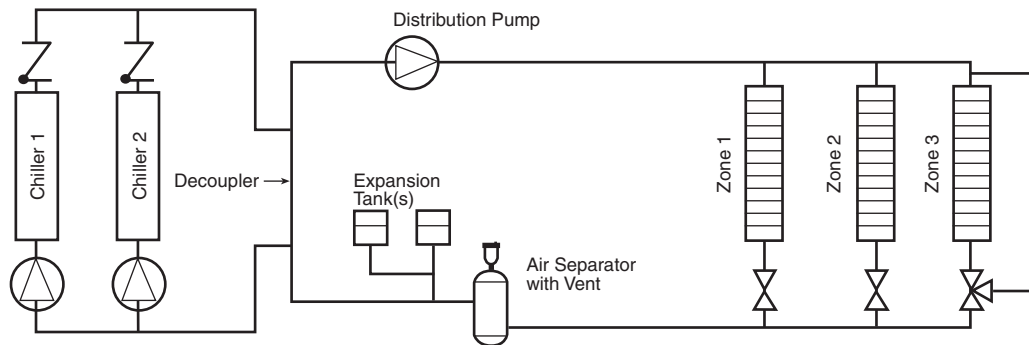 Distribution Pump
Chiller 1
Chiller 2
Decoupler
Expansion
Tank(s)
Air Separator
with Vent
Zone 1
Zone 2
Zone 3